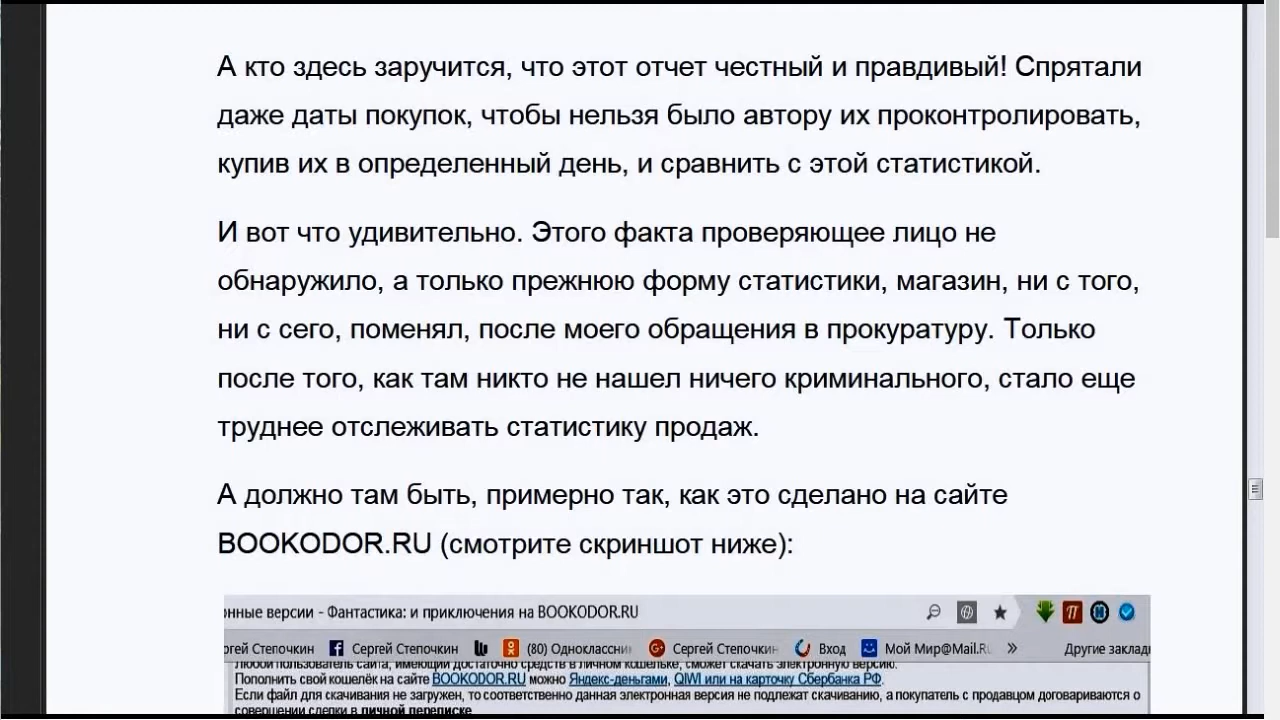 А кто здесь заручится, что этот отчет честный и правдивый! Спрятали
даже даты покупок, чтобы нельзя было автору их проконтролировать,
купив их в определенный день, и сравнить с этой статистикой.
И вот что удивительно. Этого факта проверяющее лицо не
обнаружило, а только прежнюю форму статистики, магазин, ни с того,
ни с сего, поменял, после моего обращения в прокуратуру. Только
после того, как там никто не нашел ничего криминального, стало еще
труднее отслеживать статистику продаж.
А должно там быть, примерно так, как это сделано на сайте
BOOKODOR.RU (смотрите скриншот ниже):
онные версии - Фантастика: и приключения на BOOKODOR.RU
ргей Степочкин Сергей Степочкин (80) Одноклассни Сергей Степочкин Вход Мой Мир@Mail.R » Другие заклад
Любой пользователь сайта, имеющий достаточно средств в личном кошельке, сможет скачать электронную версию.
Пополнить свой кошелёк на сайте BOOKODOR.RU можно Яндекс-деньгами, QIWI или на карточку Сбербанка РФ.
Если файл для скачивания не загружен, то соответственно данная электронная версия не подлежат скачиванию, а покупатель с продавцом договариваются о
совершении сделки в личной переписке